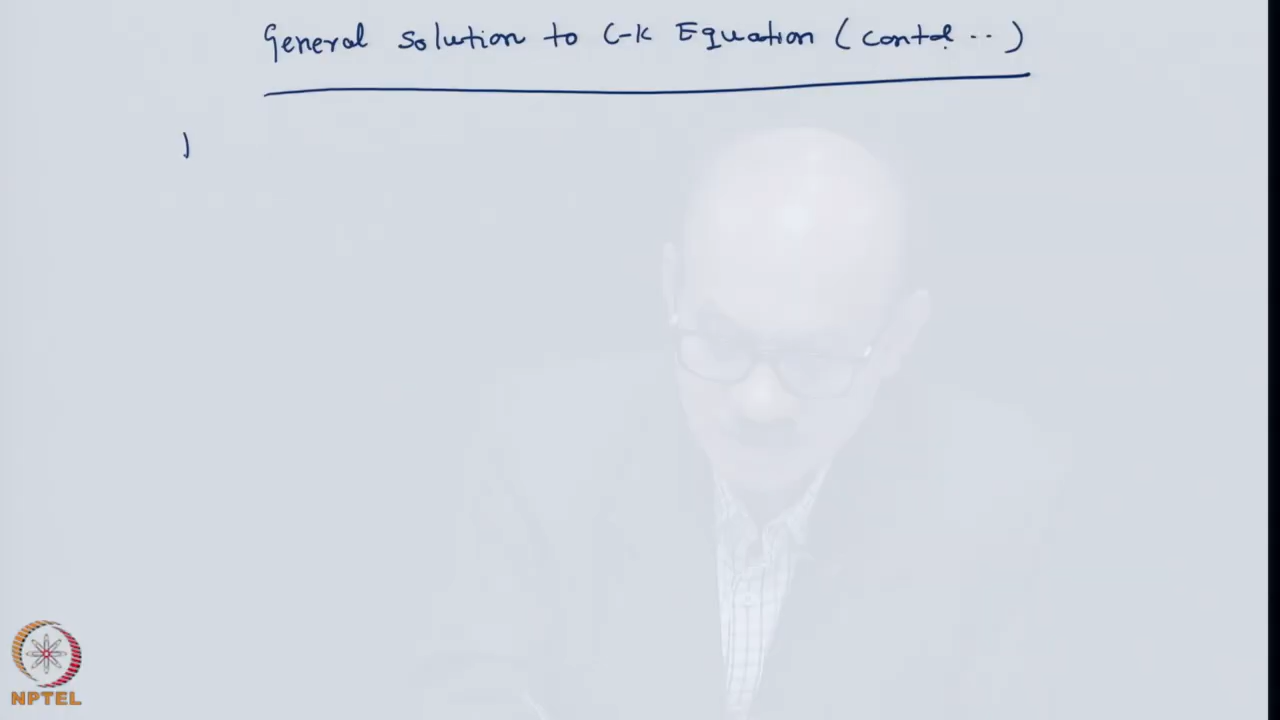 General Solution to C-K Equation (contd..)
NPTEL